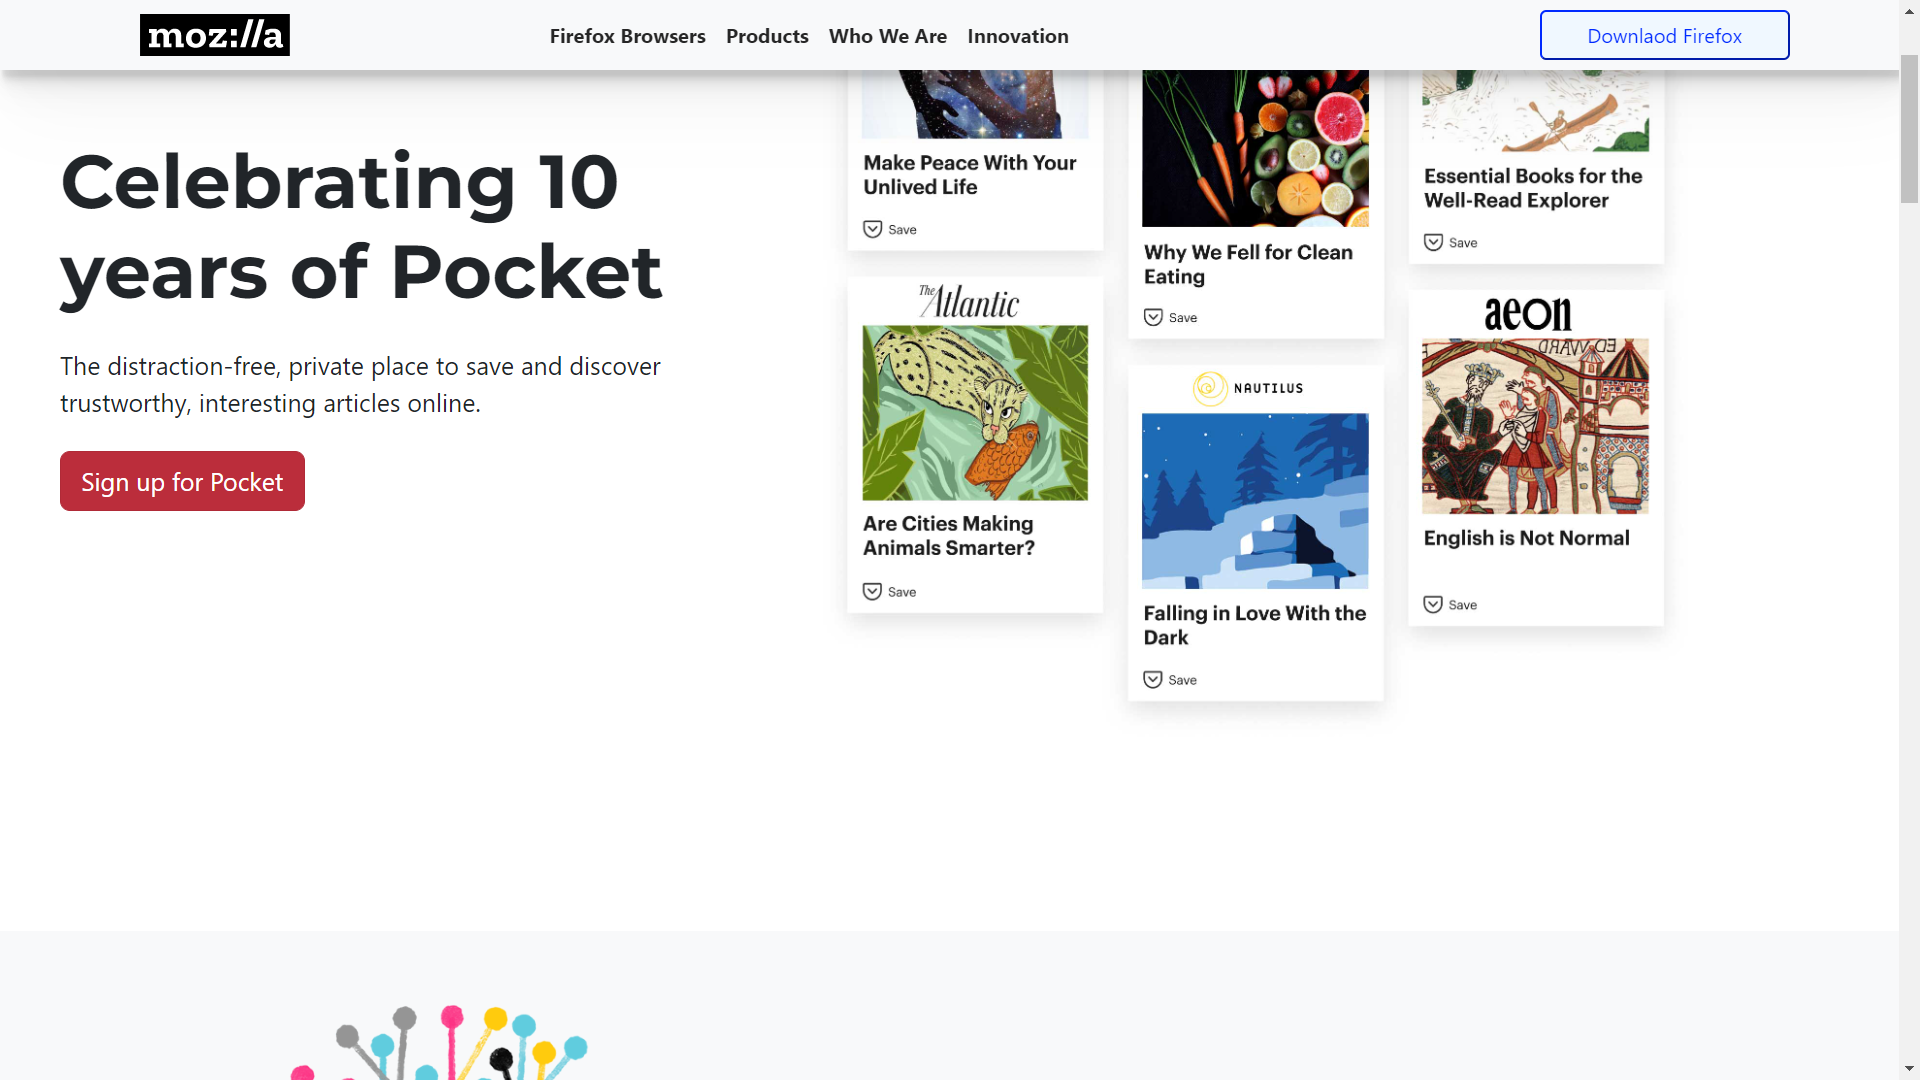 moz://a
Firefox Browsers
Products
Who We Are
Innovation
Downlaod Firefox
Celebrating 10
years of Pocket
The distraction-free, private place to save and discover
trustworthy, interesting articles online.
Sign up for Pocket
Make Peace With Your
Unlived Life
Save
The Atlantic
Are Cities Making
Animals Smarter?
Save
Why We Fell for Clean
Eating
Save
NAUTILUS
Falling in Love With the
Dark
Save
Essential Books for the
Well-Read Explorer
Save
aeon
English is Not Normal
Save